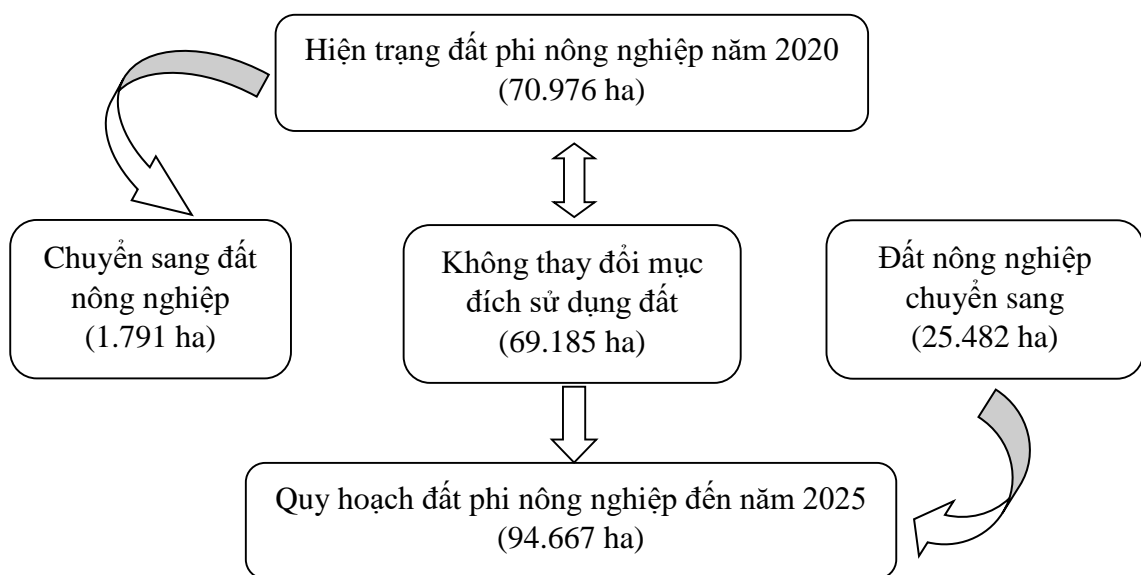 Hiện trạng đất phi nông nghiệp năm 2020
(70.976 ha)
Chuyển sang đất
nông nghiệp
(1.791 ha)
Không thay đổi mục
đích sử dụng đất
(69.185 ha)
Đất nông nghiệp
chuyển sang
(25.482 ha)
Quy hoạch đất phi nông nghiệp đến năm 2025
(94.667 ha)